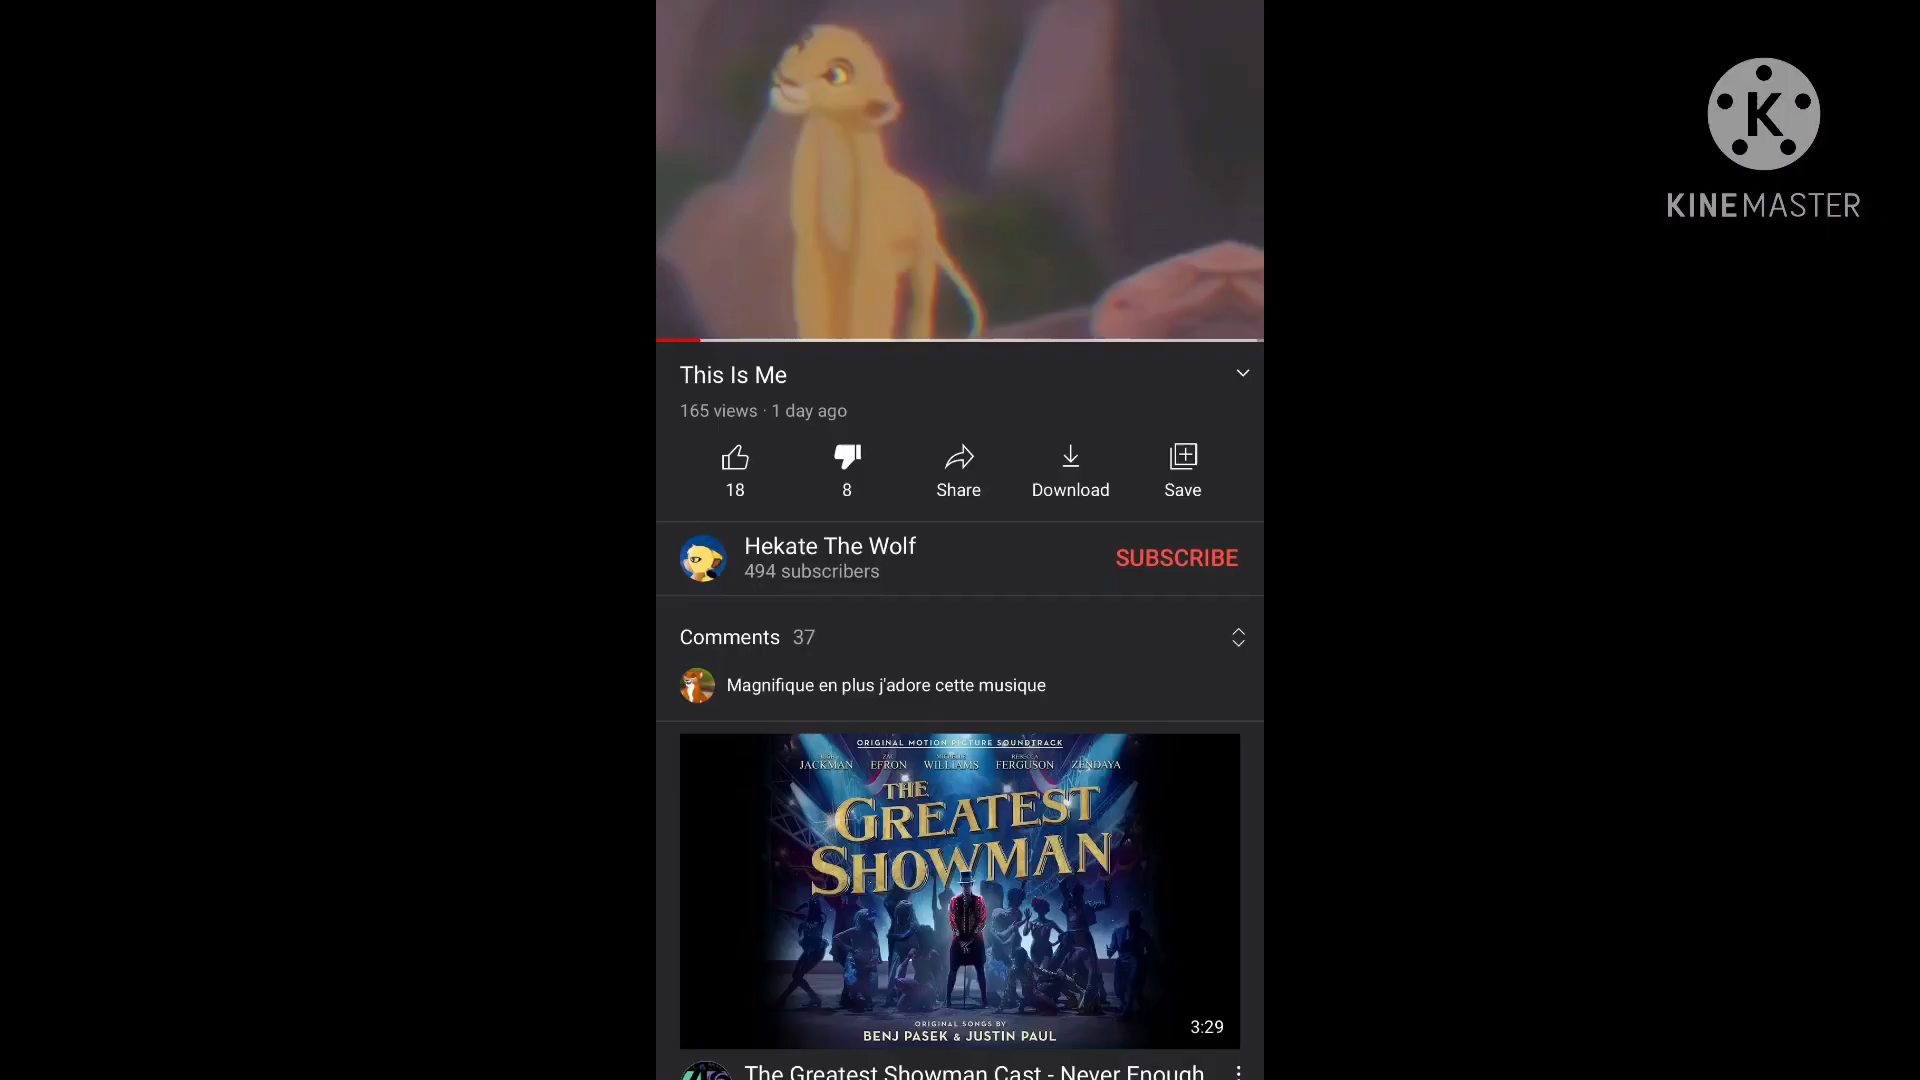 K
KINEMASTER
This Is Me
165 views · 1 day ago
18
8
Share
Download
Save
Hekate The Wolf
494 subscribers
SUBSCRIBE
Comments 37
Magnifique en plus j'adore cette musique
ORIGINAL MOTION PICTURE SOUNDTRACK
JACKMAN EFRON WILLIAMS FERGUSON ZENDAYA
THE
GREATEST
SHOWMAN
ORIGINAL SONGS BY
BENJ PASEK & JUSTIN PAUL
3:29
The Greatest Showman Cast - Never Enough